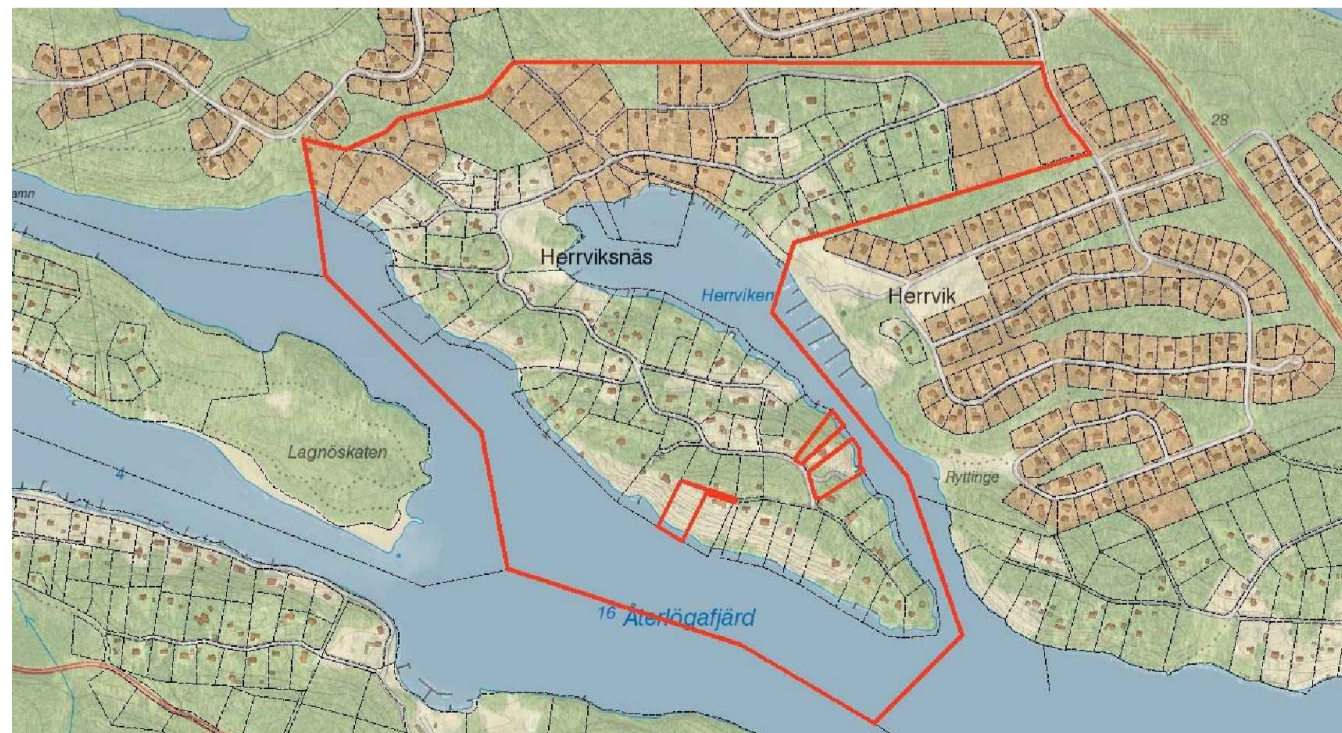 28
amn
Herrviksnäs
Herrviken
Herrvik
Lagnöskaten
4
Ryttinge
16 Återlögafjärd